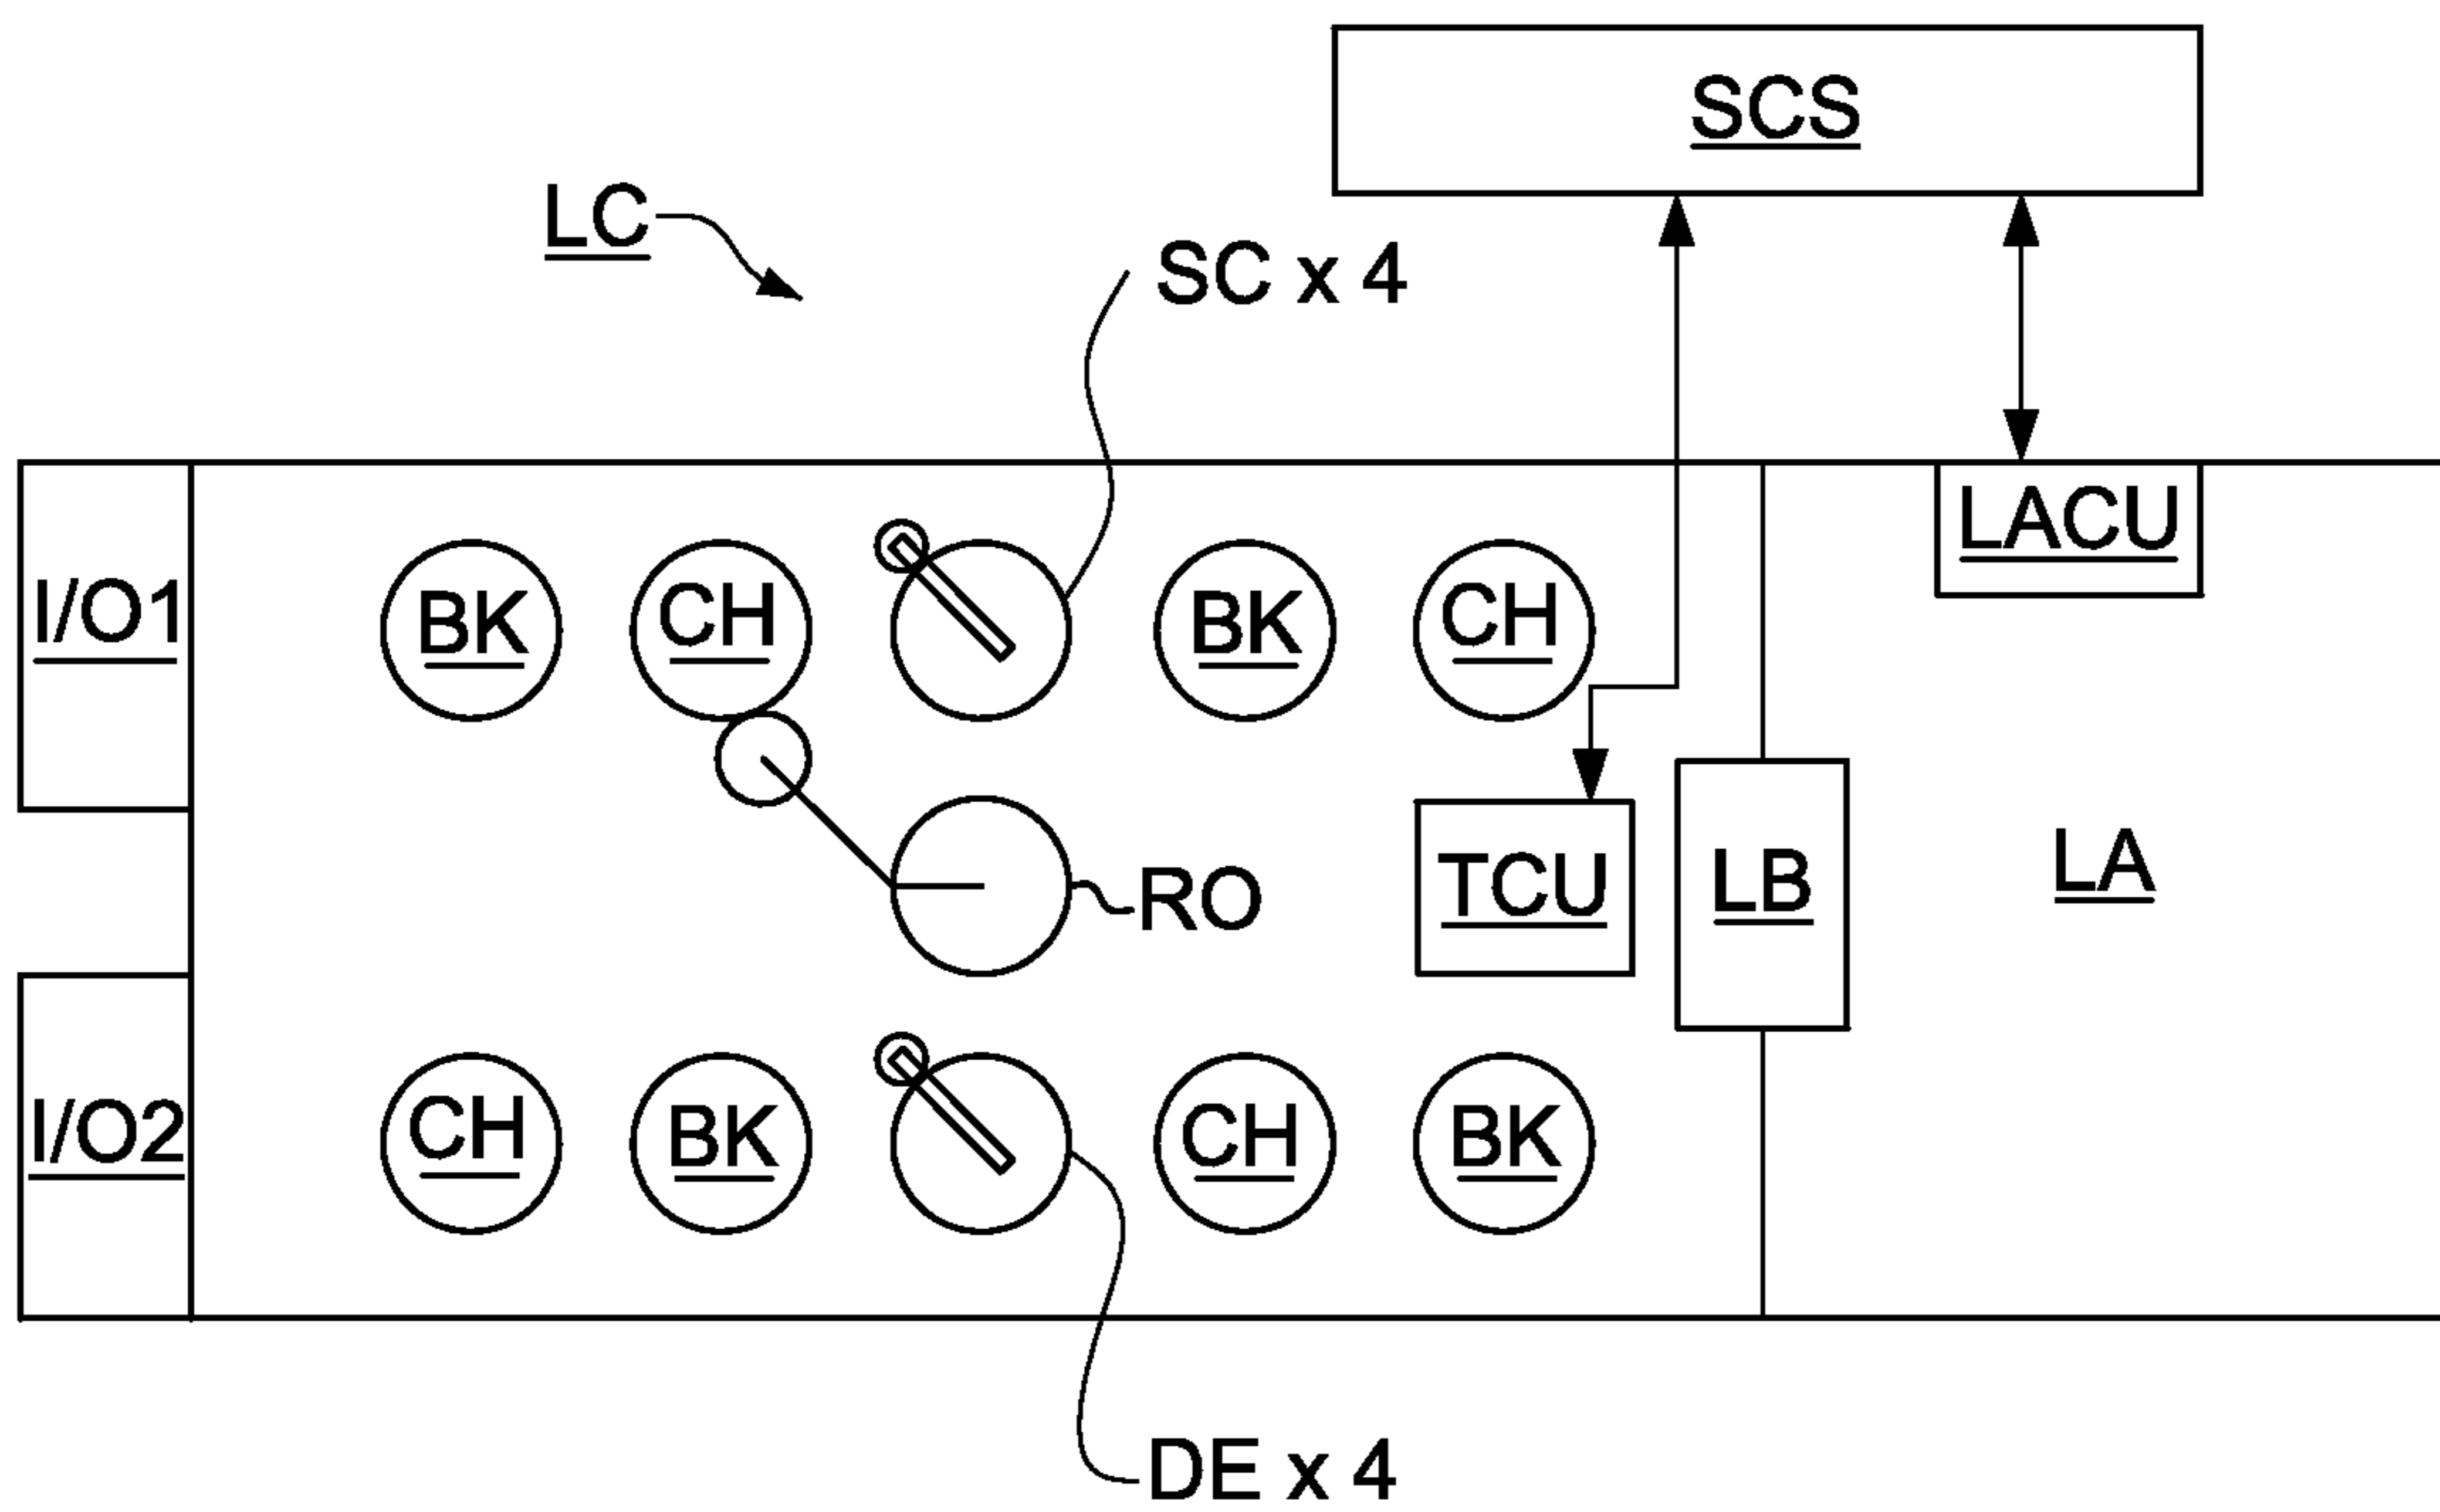 SCS
LC
SC x 4
LACU
I/O1
BK
CH
BK
CH
TCU
LB
LA
RO
I/O2
CH
BK
CH
BK
DE x 4